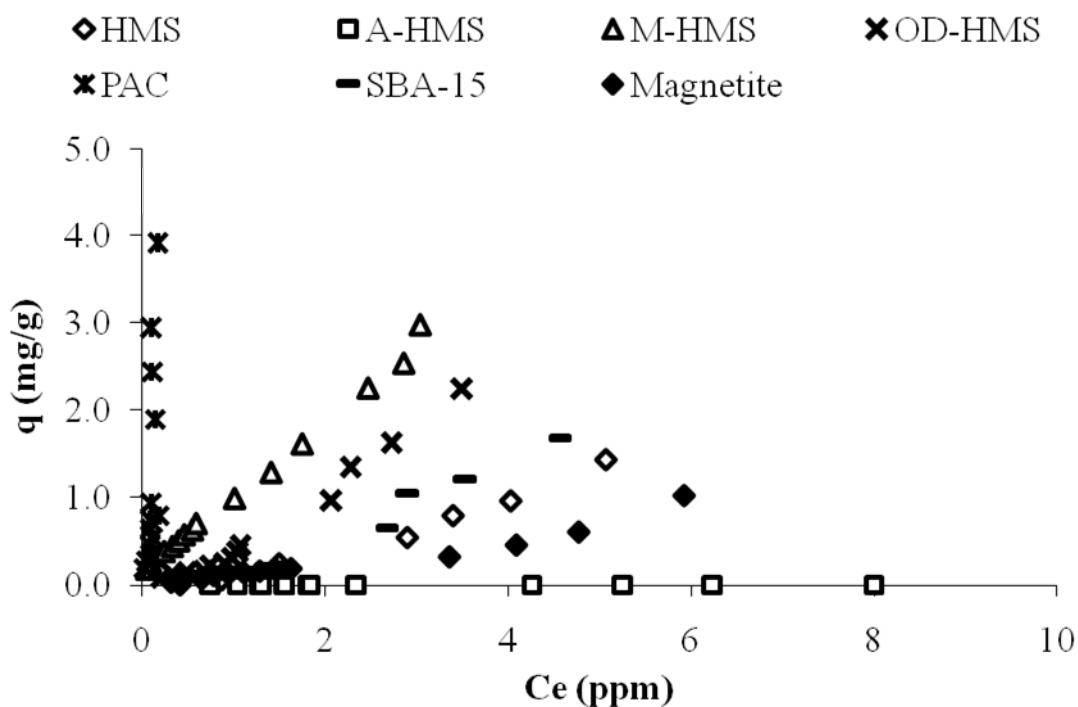 HMS A-HMS M-HMS OD-HMS
PAC SBA-15 Magnetite
5.0
4.0
3.0
2.0
1.0
0.0
q (mg/g)
0 2 4 6 8 10
Ce (ppm)